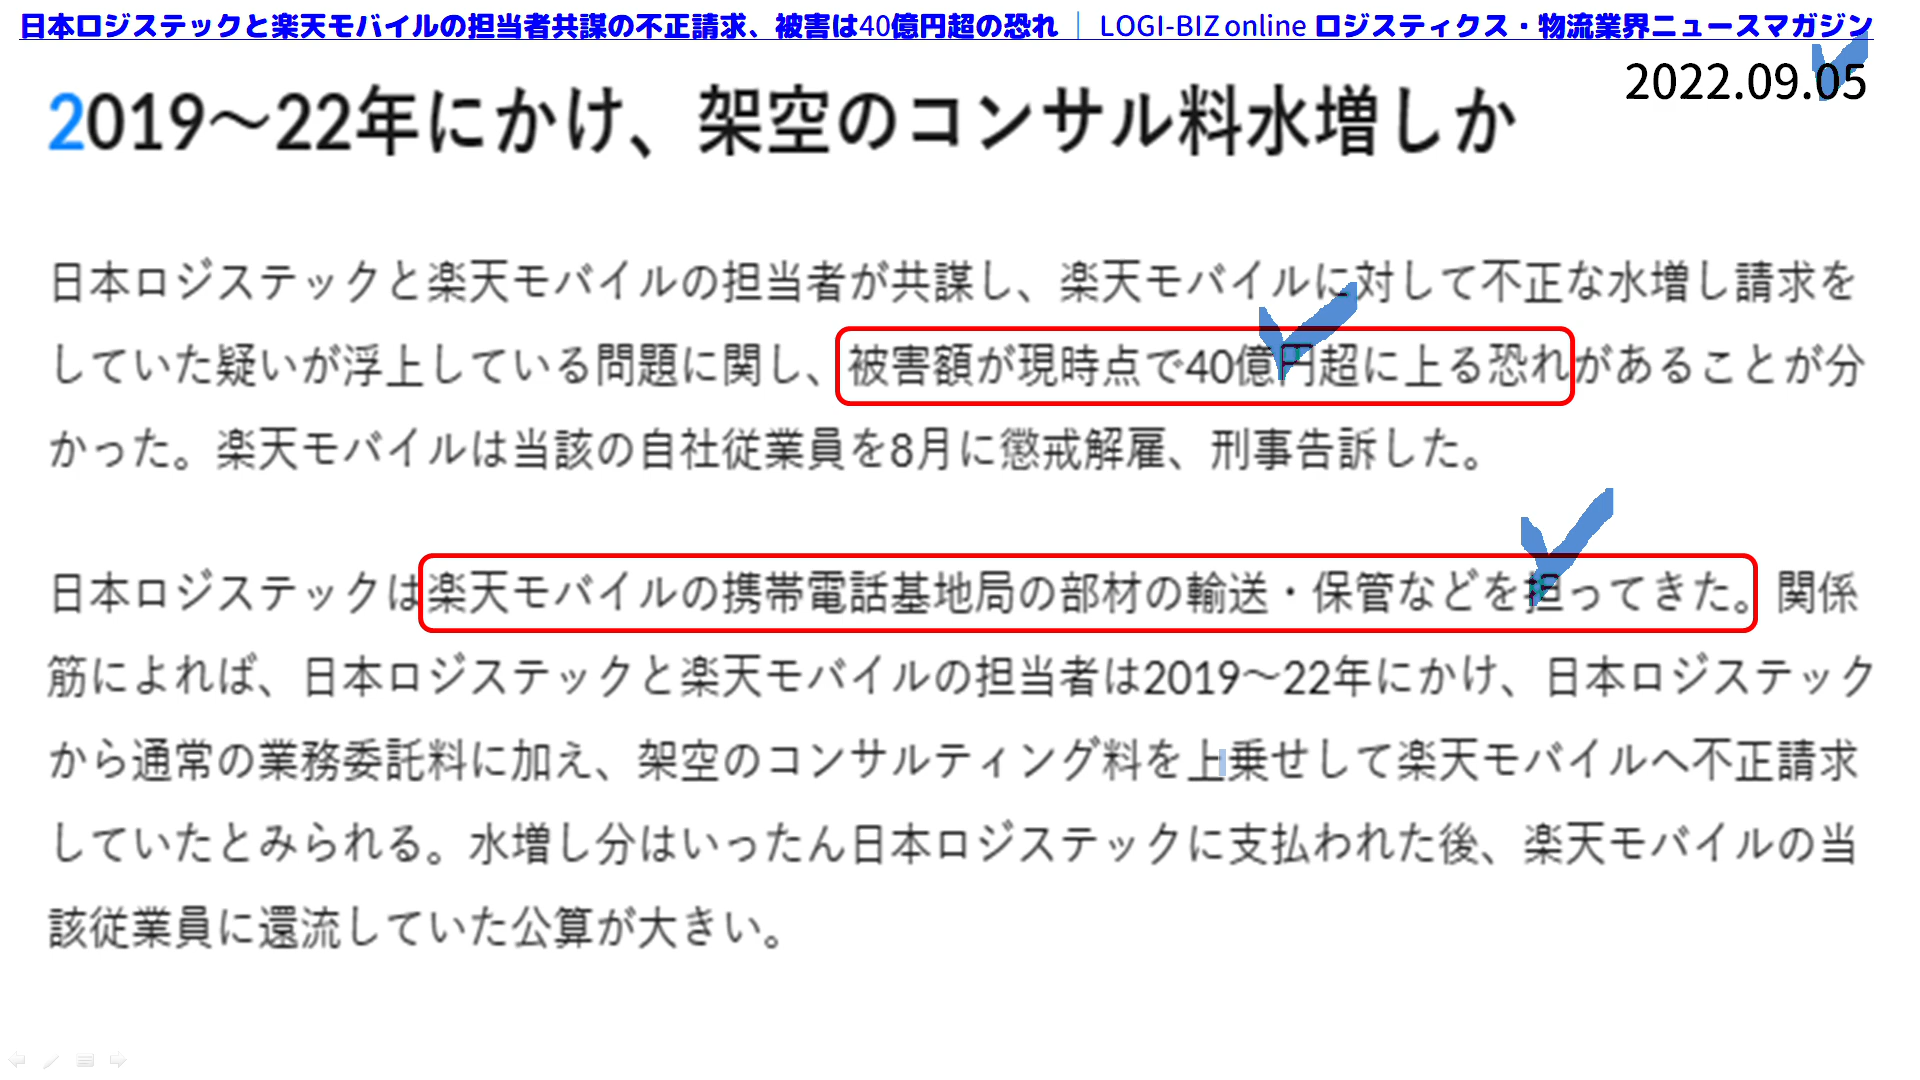 日本ロジステックと楽天モバイルの担当者共謀の不正請求、被害は40億円超の恐れ｜LOGI-BIZ online ロジスティクス・物流業界ニュースマガジン
2022.09.05
2019～22年にかけ、架空のコンサル料水増しか
日本ロジステックと楽天モバイルの担当者が共謀し、楽天モバイルに対して不正な水増し請求を
していた疑いが浮上している問題に関し、被害額が現時点で40億円超に上る恐れがあることが分
かった。楽天モバイルは当該の自社従業員を8月に懲戒解雇、刑事告訴した。
日本ロジステックは楽天モバイルの携帯電話基地局の部材の輸送・保管などを担ってきた。関係
筋によれば、日本ロジステックと楽天モバイルの担当者は2019～22年にかけ、日本ロジステック
から通常の業務委託料に加え、架空のコンサルティング料を上乗せして楽天モバイルへ不正請求
していたとみられる。水増し分はいったん日本ロジステックに支払われた後、楽天モバイルの当
該従業員に還流していた公算が大きい。